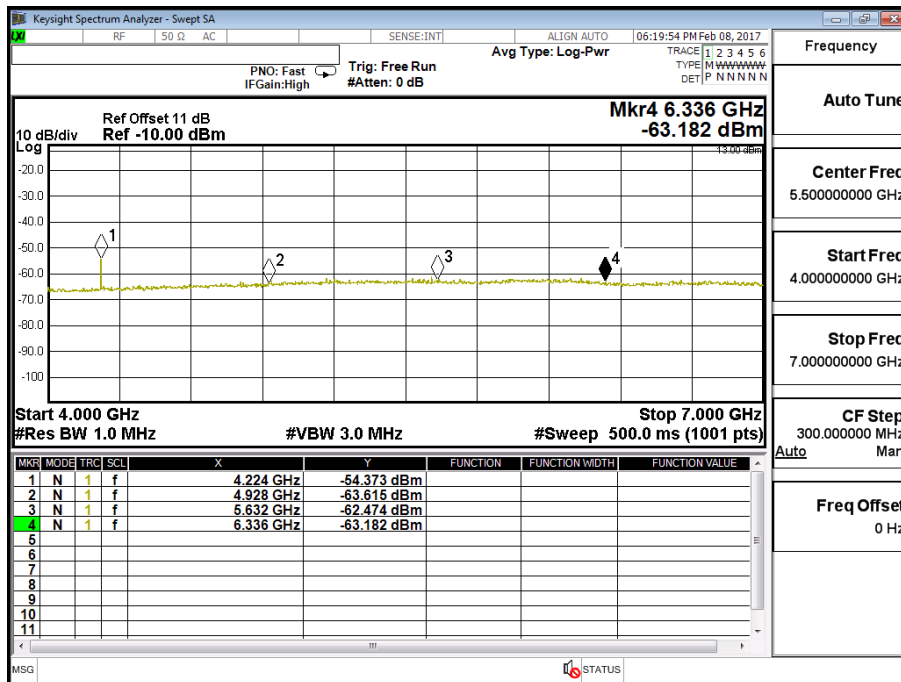 Keysight Spectrum Analyzer - Swept SA
LXI RF 50 Ω AC SENSE:INT ALIGN AUTO 06:19:54 PM Feb 08, 2017
Frequency
Avg Type: Log-Pwr
TRACE 1 2 3 4 5 6
PNO: Fast Trig: Free Run
TYPE M WWWWW
IFGain:High #Atten: 0 dB
DET P N N N N N
Auto Tune
Mkr4 6.336 GHz
Ref Offset 11 dB
10 dB/div Ref -10.00 dBm -63.182 dBm
Log
-13.00 dBm
-20.0
-30.0
-40.0
-50.0
-60.0
-70.0
-80.0
-90.0
-100
1
2
3
4
Center Freq
5.500000000 GHz
Start Freq
4.000000000 GHz
Stop Freq
7.000000000 GHz
Start 4.000 GHz Stop 7.000 GHz
#Res BW 1.0 MHz #VBW 3.0 MHz #Sweep 500.0 ms (1001 pts)
CF Step
300.000000 MHz
Auto Man
MKR MODE TRC SCL X Y FUNCTION FUNCTION WIDTH FUNCTION VALUE
1 N 1 f 4.224 GHz -54.373 dBm
2 N 1 f 4.928 GHz -63.615 dBm
3 N 1 f 5.632 GHz -62.474 dBm
4 N 1 f 6.336 GHz -63.182 dBm
5
6
7
8
9
10
11
Freq Offset
0 Hz
MSG STATUS